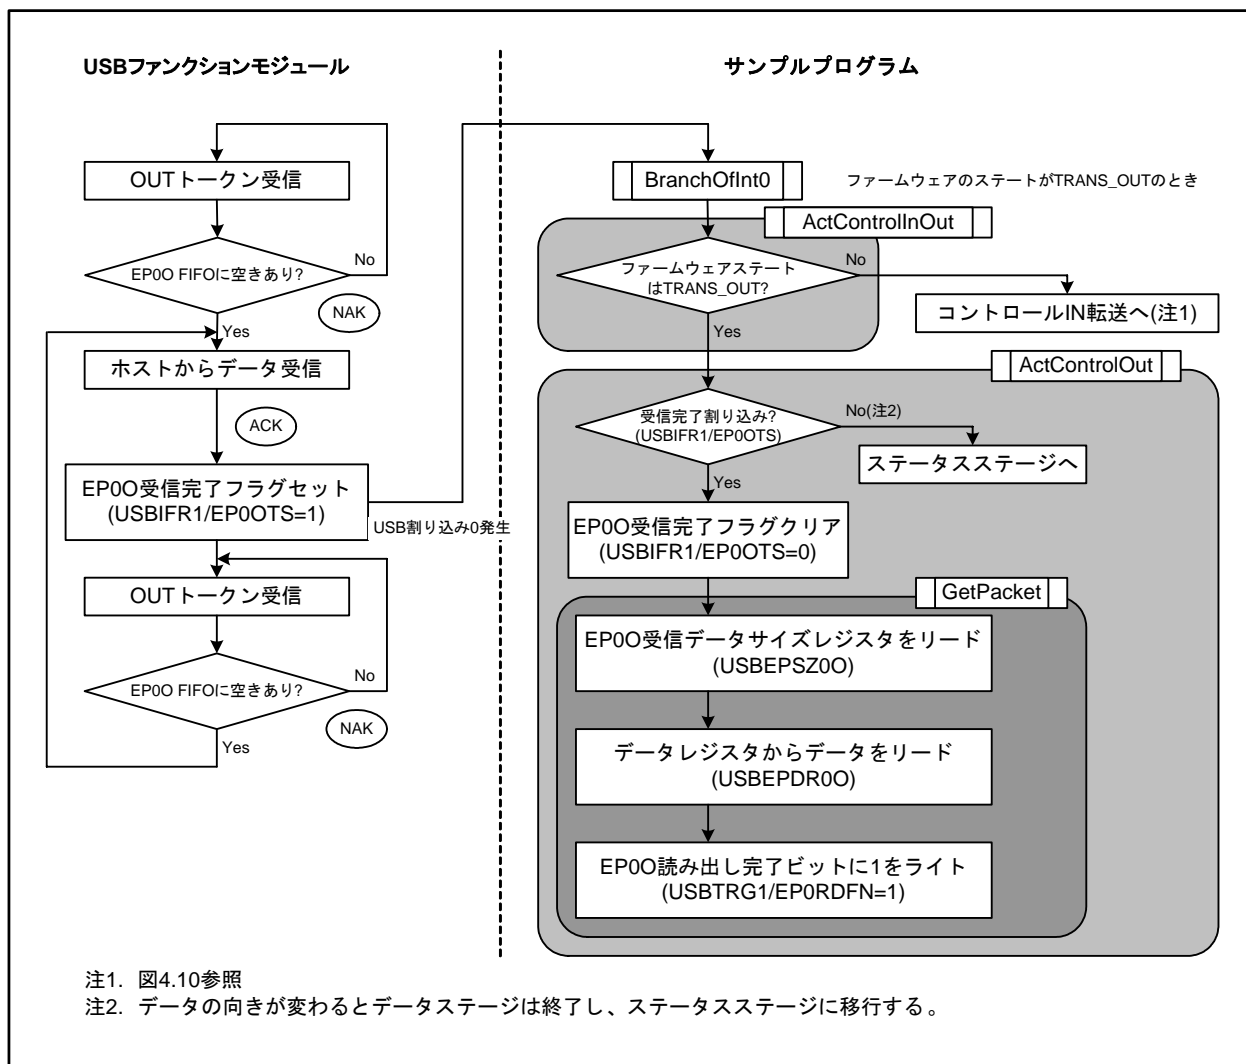 USBファンクションモジュール
サンプルプログラム
OUTトークン受信
EP0O FIFOに空きあり?
No
NAK
Yes
ホストからデータ受信
ACK
EP0O受信完了フラグセット
(USBIFR1/EP0OTS=1)
USB割り込み0発生
OUTトークン受信
EP0O FIFOに空きあり?
No
NAK
Yes
BranchOfInt0
ファームウェアのステートがTRANS_OUTのとき
ActControlInOut
ファームウェアステート
はTRANS_OUT?
No
コントロールIN転送へ(注1)
Yes
ActControlOut
受信完了割り込み?
(USBIFR1/EP0OTS)
No(注2)
ステータスステージへ
Yes
EP0O受信完了フラグクリア
(USBIFR1/EP0OTS=0)
GetPacket
EP0O受信データサイズレジスタをリード
(USBEPSZ0O)
データレジスタからデータをリード
(USBEPDR0O)
EP0O読み出し完了ビットに1をライト
(USBTRG1/EP0RDFN=1)
注1. 図4.10参照
注2. データの向きが変わるとデータステージは終了し、ステータスステージに移行する。